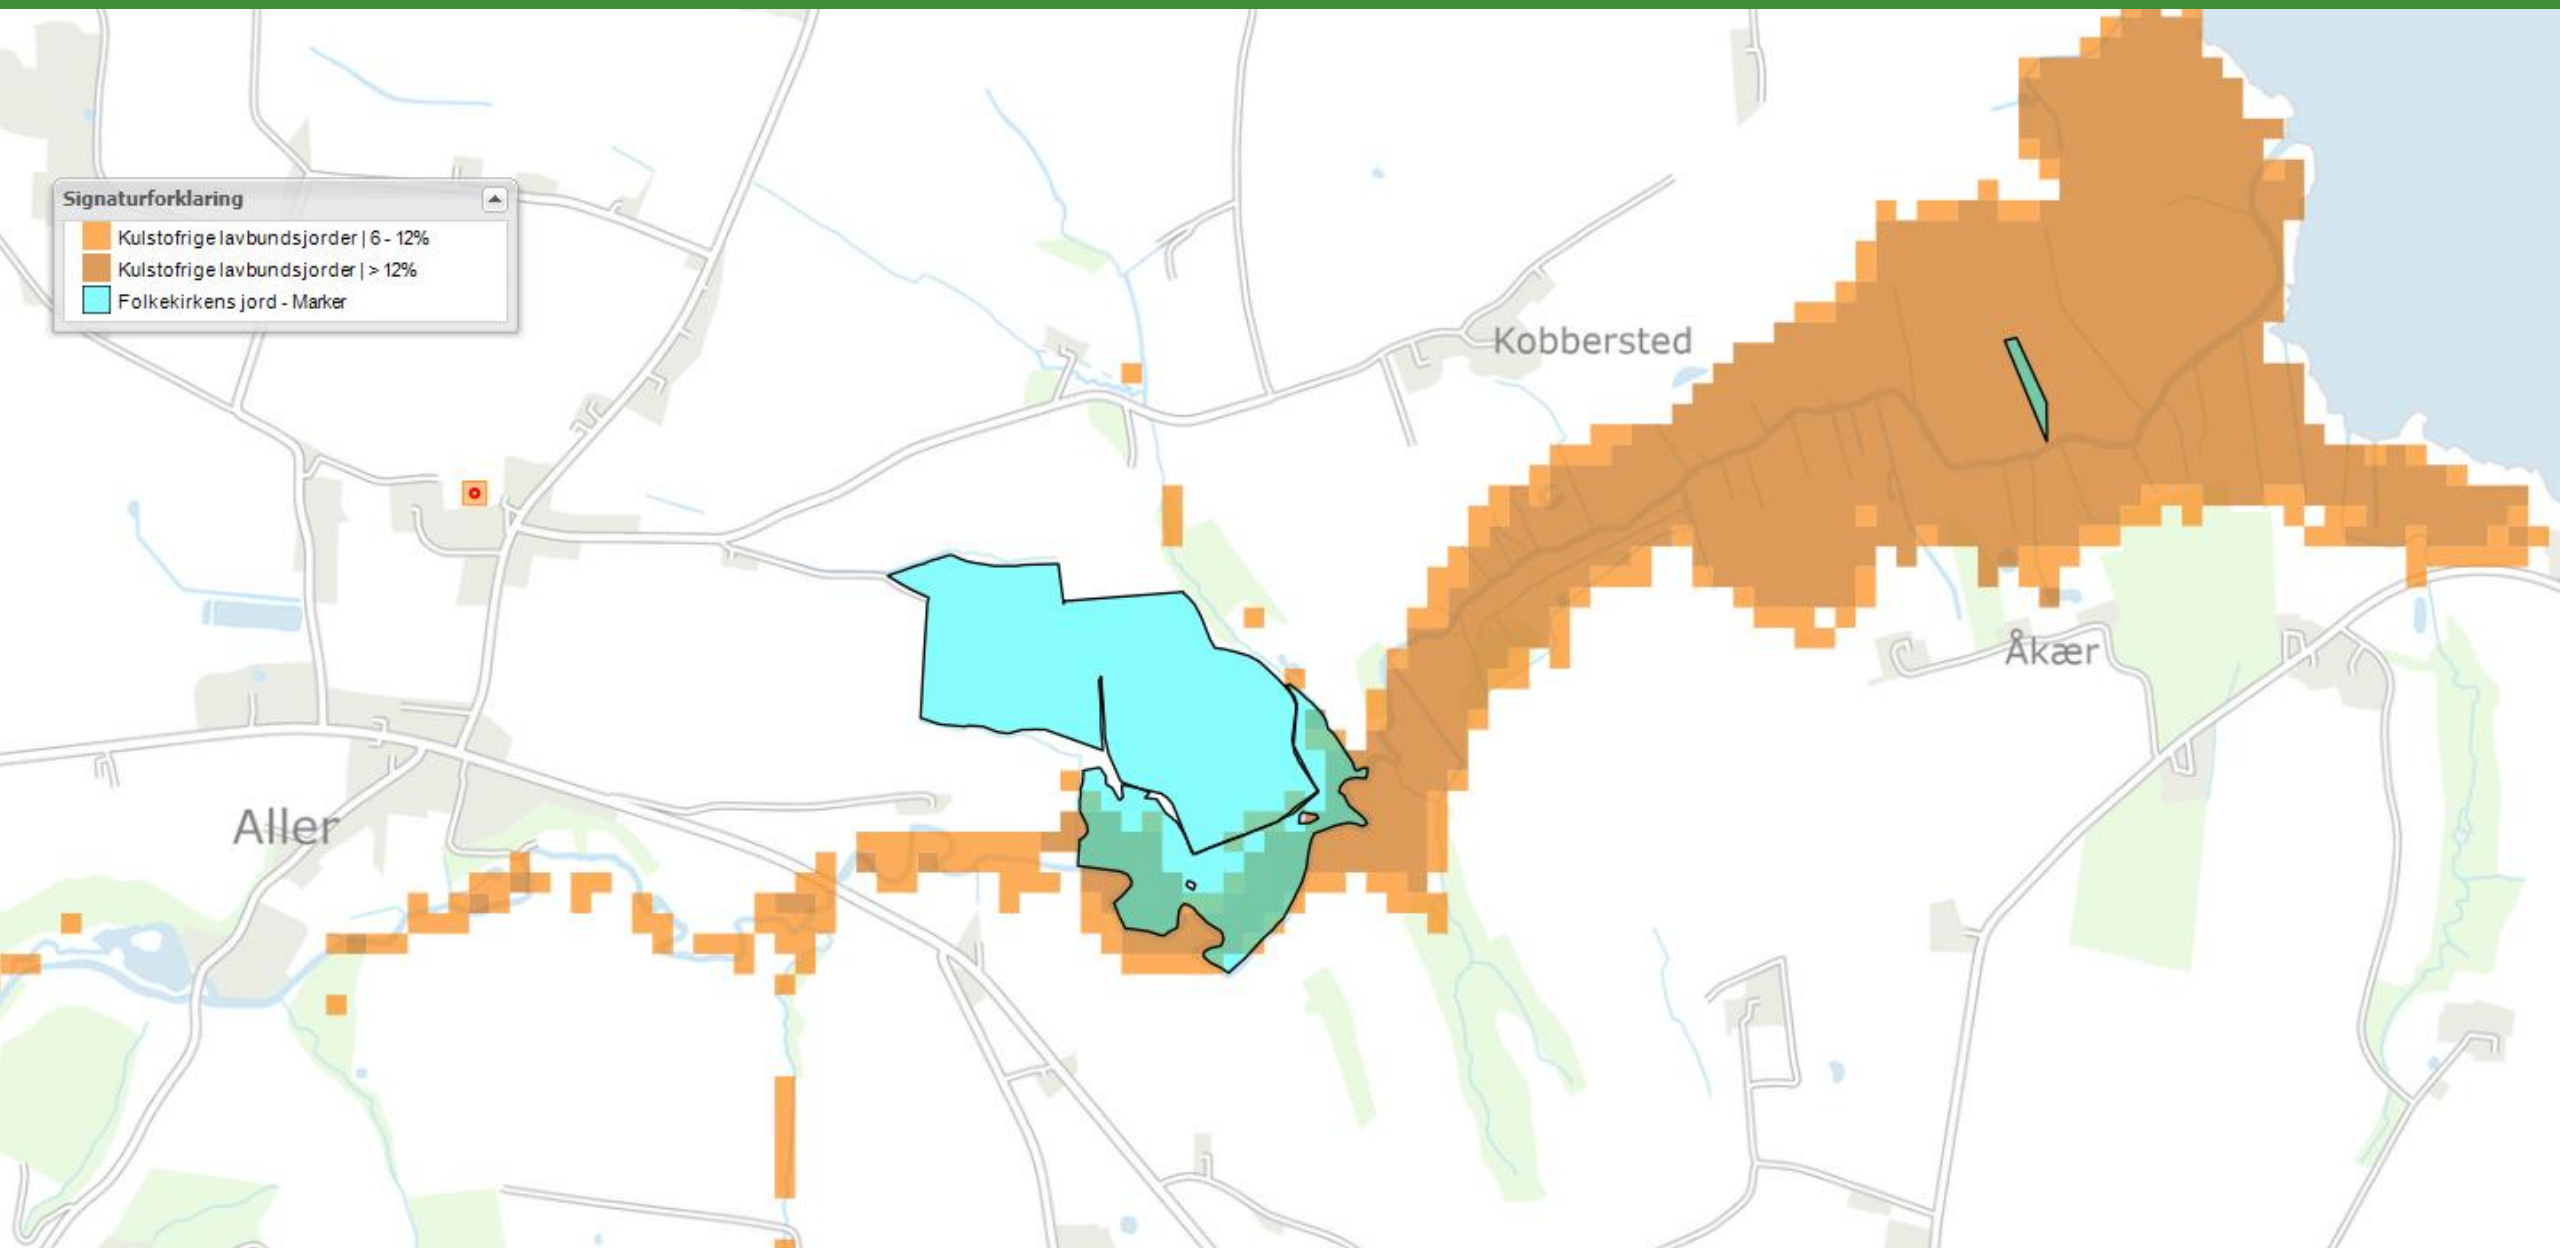 Signaturforklaring
Kulstofrige lavbundsjorder | 6 - 12%
Kulstofrige lavbundsjorder | > 12%
Folkekirkens jord - Marker
Kobbersted
Åkær
Aller